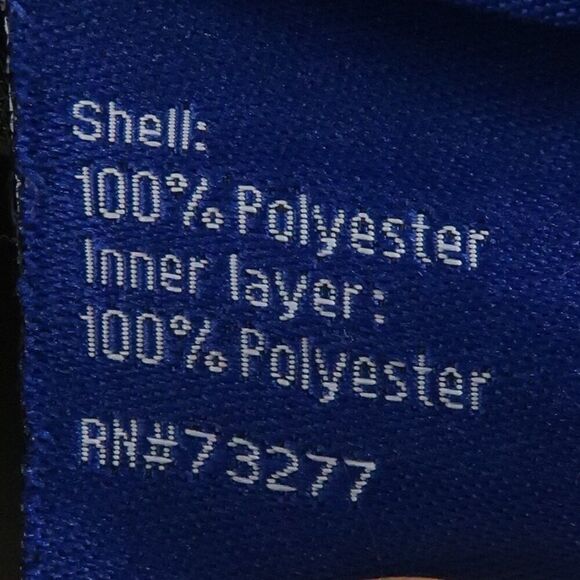 Shell:
100% Polyester
Inner layer:
100% Polyester
RN#73277